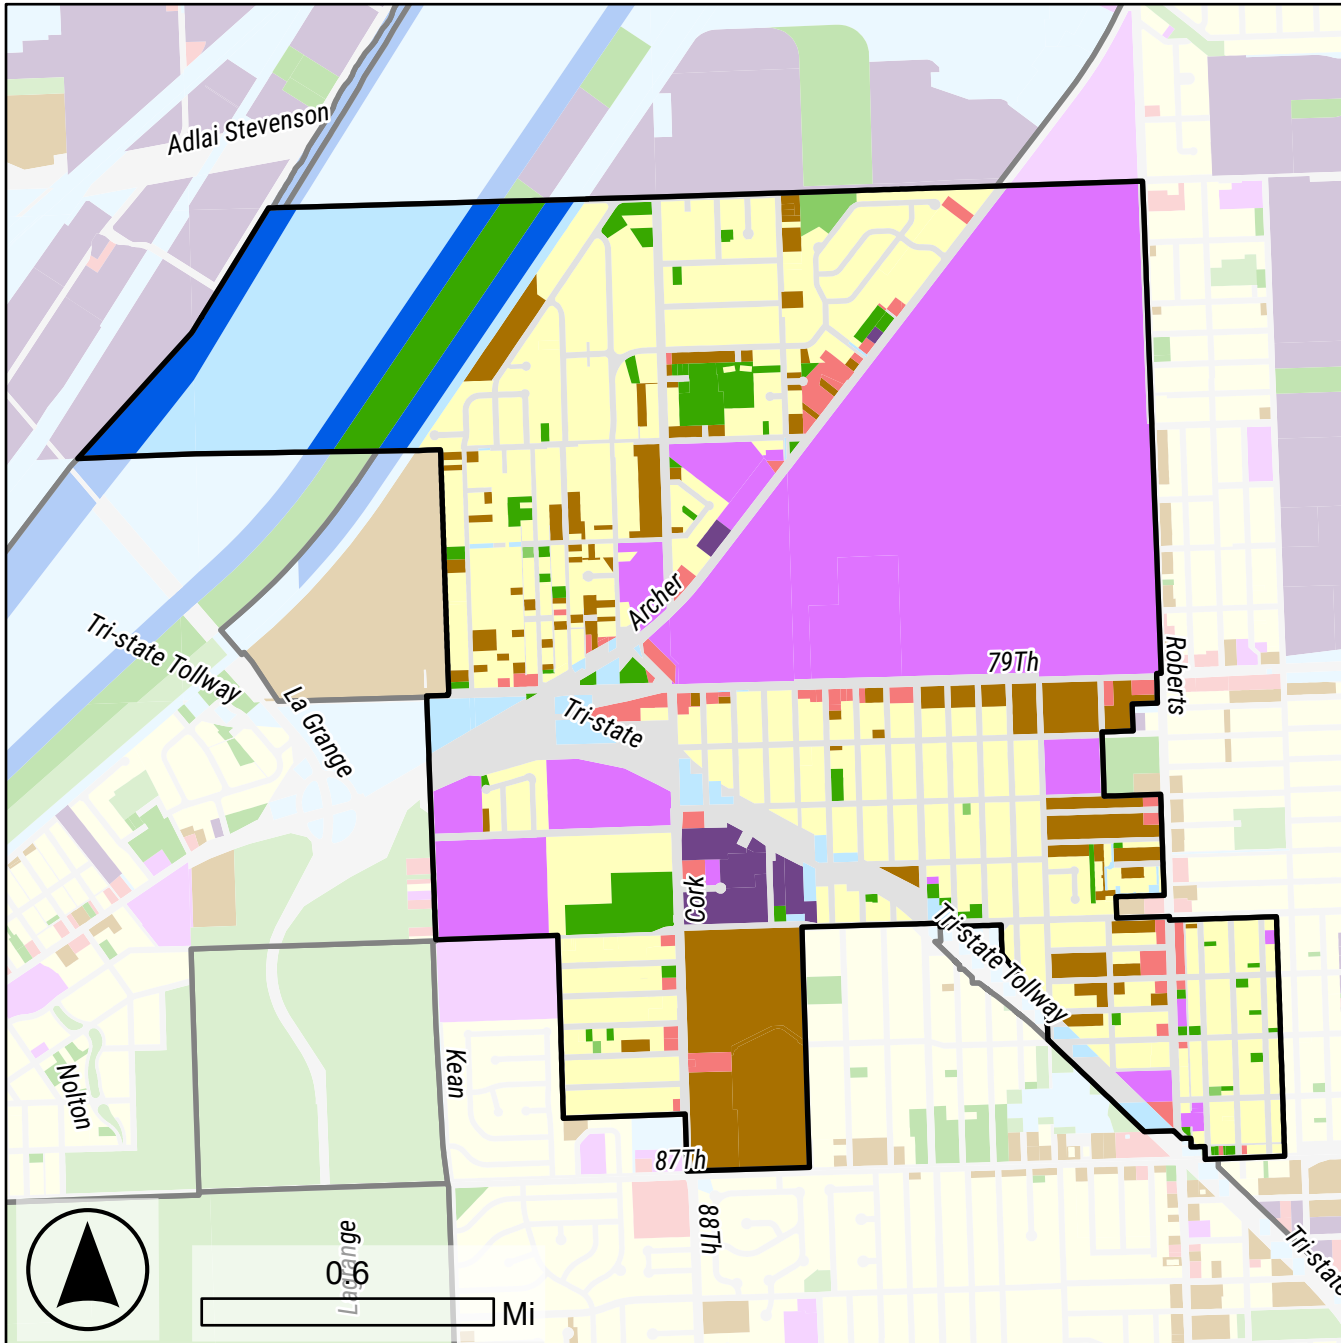 Adlai Stevenson
Archer
Tri-state Tollway
La Grange
79Th
Roberts
Tri-state
Cork
Tri-state Tollway
Kean
Nolton
87Th
88Th
Lagrange
Tri-state
0.6
Mi